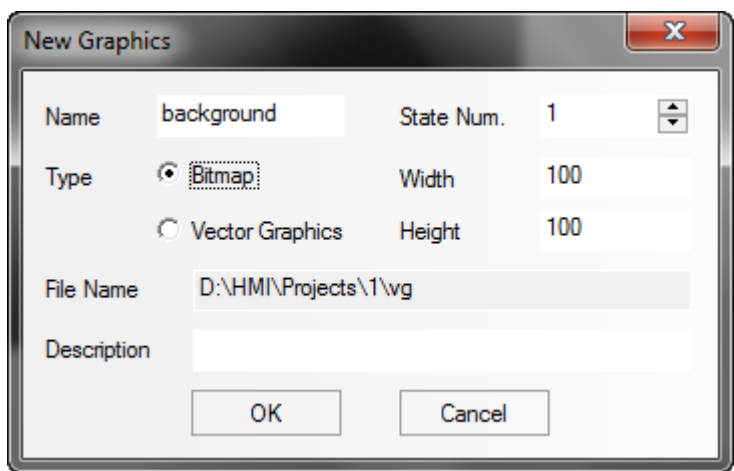 New Graphics
Name background State Num. 1
Type Bitmap Width 100
Vector Graphics Height 100
File Name D:\HMI\Projects\1\vg
Description
OK Cancel